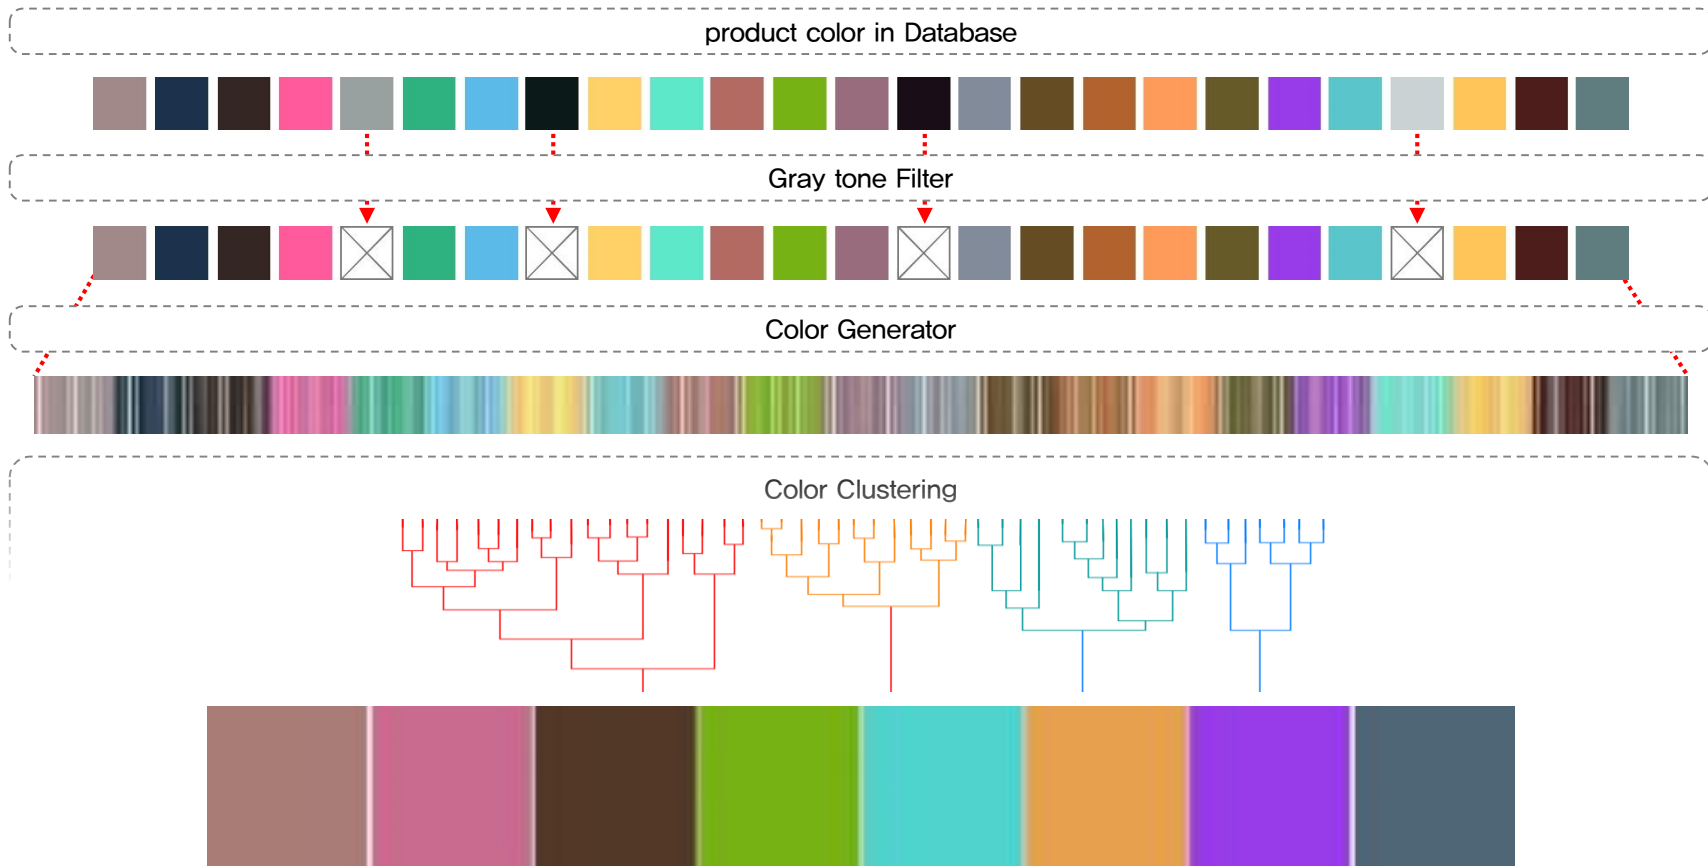 product color in Database
Gray tone Filter
Color Generator
Color Clustering